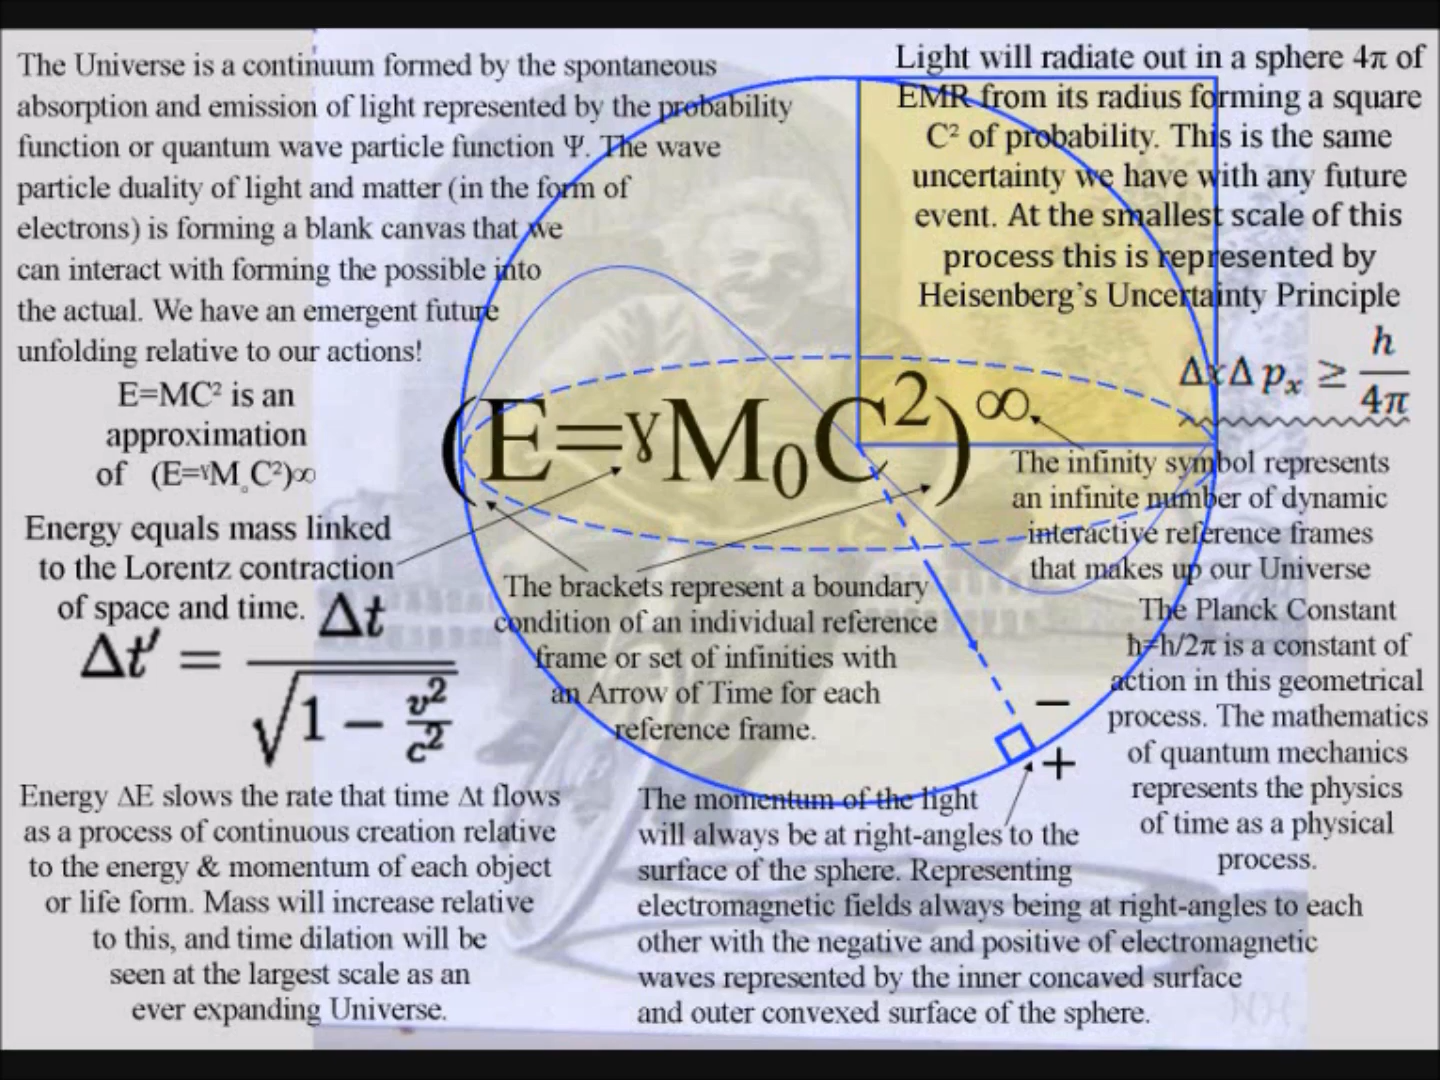 The Universe is a continuum formed by the spontaneous
absorption and emission of light represented by the probability
function or quantum wave particle function Ψ. The wave
particle duality of light and matter (in the form of
electrons) is forming a blank canvas that we
can interact with forming the possible into
the actual. We have an emergent future
unfolding relative to our actions!
E=MC² is an
approximation
of (E=ˠM˳C²)∞
Energy equals mass linked
to the Lorentz contraction
of space and time.
Δt′ = Δt / √(1 − v²/c²)
Energy ΔE slows the rate that time Δt flows
as a process of continuous creation relative
to the energy & momentum of each object
or life form. Mass will increase relative
to this, and time dilation will be
seen at the largest scale as an
ever expanding Universe.
(E=ˠM₀C²)∞
The brackets represent a boundary
condition of an individual reference
frame or set of infinities with
an Arrow of Time for each
reference frame.
Light will radiate out in a sphere 4π of
EMR from its radius forming a square
C² of probability. This is the same
uncertainty we have with any future
event. At the smallest scale of this
process this is represented by
Heisenberg’s Uncertainty Principle
ΔxΔpₓ ≥ h/4π
The infinity symbol represents
an infinite number of dynamic
interactive reference frames
that makes up our Universe
The Planck Constant
ħ=h/2π is a constant of
action in this geometrical
process. The mathematics
of quantum mechanics
represents the physics
of time as a physical
process.
−
+
The momentum of the light
will always be at right-angles to the
surface of the sphere. Representing
electromagnetic fields always being at right-angles to each
other with the negative and positive of electromagnetic
waves represented by the inner concaved surface
and outer convexed surface of the sphere.